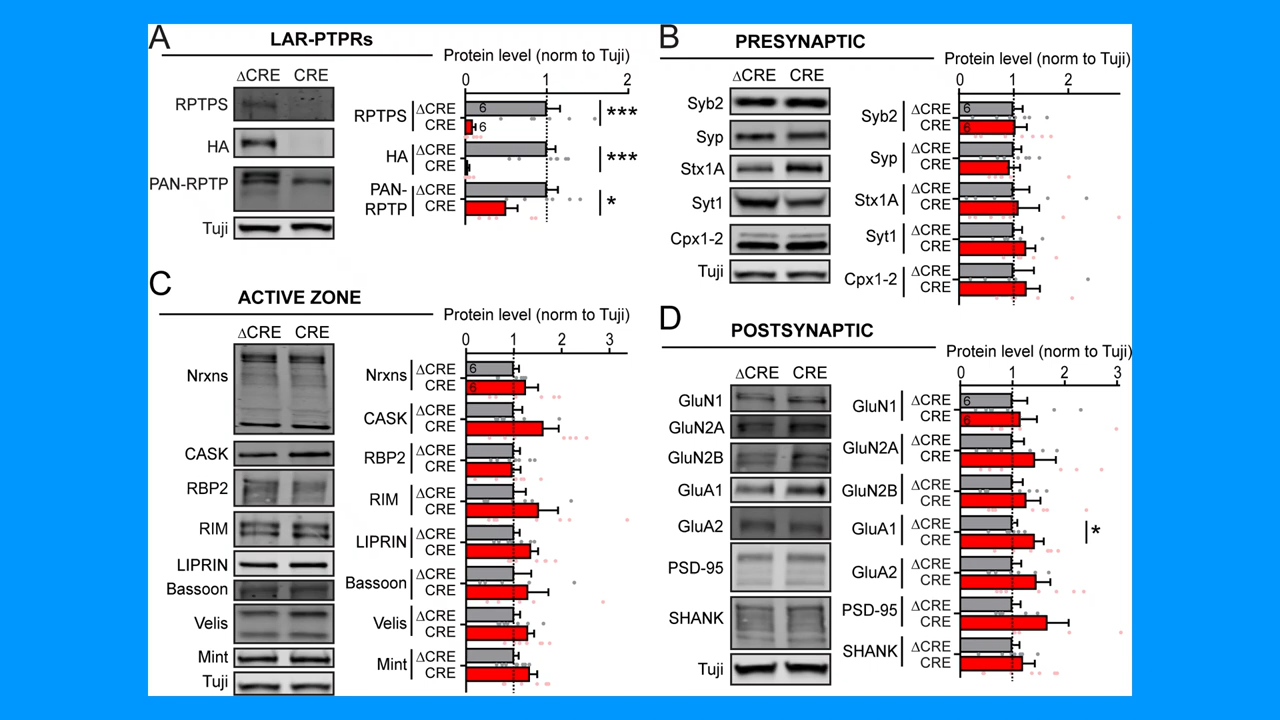 A
LAR-PTPRs
Protein level (norm to Tuji)
ΔCRE CRE
0 1 2
RPTPS
HA
PAN-RPTP
Tuji
RPTPS
ΔCRE 6
CRE 6
***
HA
ΔCRE
CRE
***
PAN-
RPTP
ΔCRE
CRE
*
B
PRESYNAPTIC
Protein level (norm to Tuji)
ΔCRE CRE
0 1 2
Syb2
Syp
Stx1A
Syt1
Cpx1-2
Tuji
Syb2
ΔCRE 6
CRE 6
Syp
ΔCRE
CRE
Stx1A
ΔCRE
CRE
Syt1
ΔCRE
CRE
Cpx1-2
ΔCRE
CRE
C
ACTIVE ZONE
Protein level (norm to Tuji)
ΔCRE CRE
0 1 2 3
Nrxns
CASK
RBP2
RIM
LIPRIN
Bassoon
Velis
Mint
Tuji
Nrxns
ΔCRE 6
CRE 6
CASK
ΔCRE
CRE
RBP2
ΔCRE
CRE
RIM
ΔCRE
CRE
LIPRIN
ΔCRE
CRE
Bassoon
ΔCRE
CRE
Velis
ΔCRE
CRE
Mint
ΔCRE
CRE
D
POSTSYNAPTIC
Protein level (norm to Tuji)
ΔCRE CRE
0 1 2 3
GluN1
GluN2A
GluN2B
GluA1
GluA2
PSD-95
SHANK
Tuji
GluN1
ΔCRE 6
CRE 6
GluN2A
ΔCRE
CRE
GluN2B
ΔCRE
CRE
GluA1
ΔCRE
CRE
*
GluA2
ΔCRE
CRE
PSD-95
ΔCRE
CRE
SHANK
ΔCRE
CRE